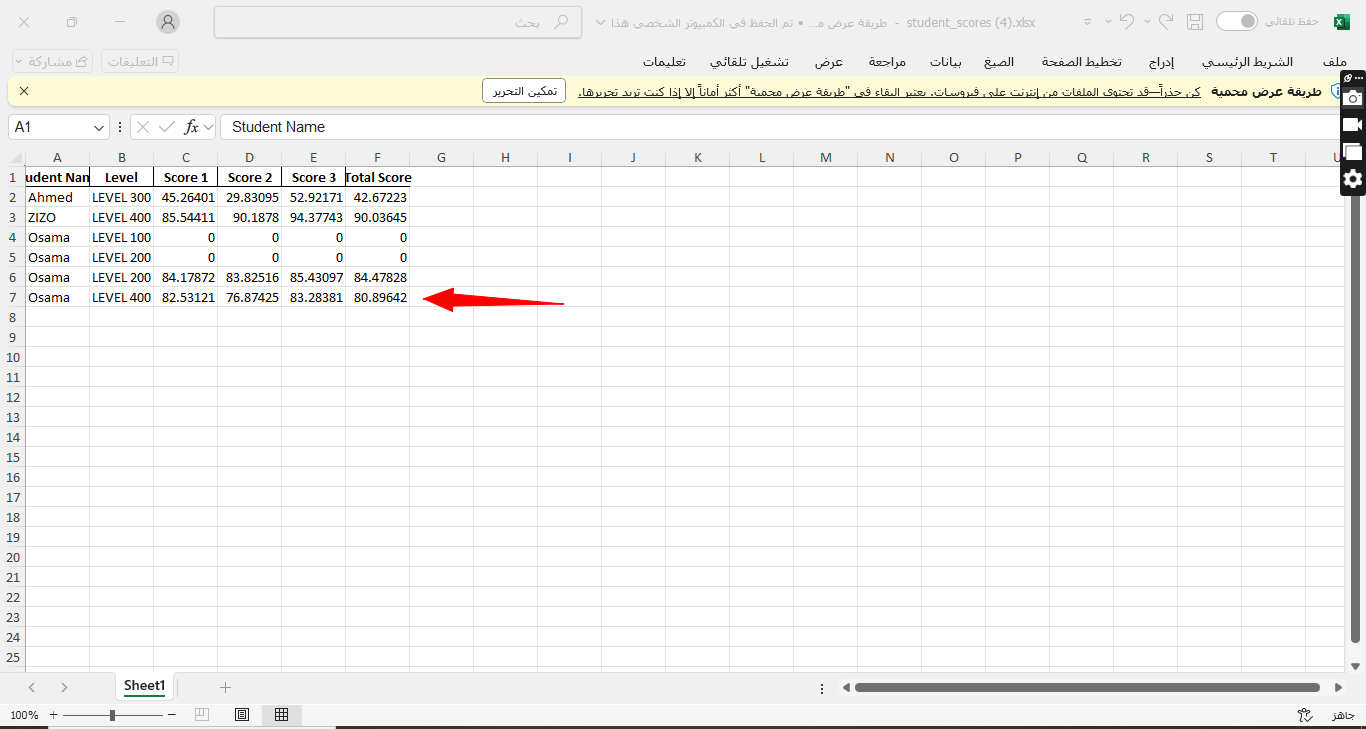 حفظ تلقائي student_scores (4).xlsx - طريقة عرض م... • تم الحفظ في الكمبيوتر الشخصي هذا بحث
ملف الشريط الرئيسي إدراج تخطيط الصفحة الصيغ بيانات مراجعة عرض تشغيل تلقائي تعليمات التعليقات مشاركة
طريقة عرض محمية كن حذراً—قد تحتوي الملفات من إنترنت على فيروسات. يعتبر البقاء في "طريقة عرض محمية" أكثر أماناً إلا إذا كنت تريد تحريرها. تمكين التحرير
A1 fx Student Name
A B C D E F G H I J K L M N O P Q R S T U
1 udent Nan Level Score 1 Score 2 Score 3 Total Score
2 Ahmed LEVEL 300 45.26401 29.83095 52.92171 42.67223
3 ZIZO LEVEL 400 85.54411 90.1878 94.37743 90.03645
4 Osama LEVEL 100 0 0 0 0
5 Osama LEVEL 200 0 0 0 0
6 Osama LEVEL 200 84.17872 83.82516 85.43097 84.47828
7 Osama LEVEL 400 82.53121 76.87425 83.28381 80.89642
8
9
10
11
12
13
14
15
16
17
18
19
20
21
22
23
24
25
Sheet1
100% جاهز